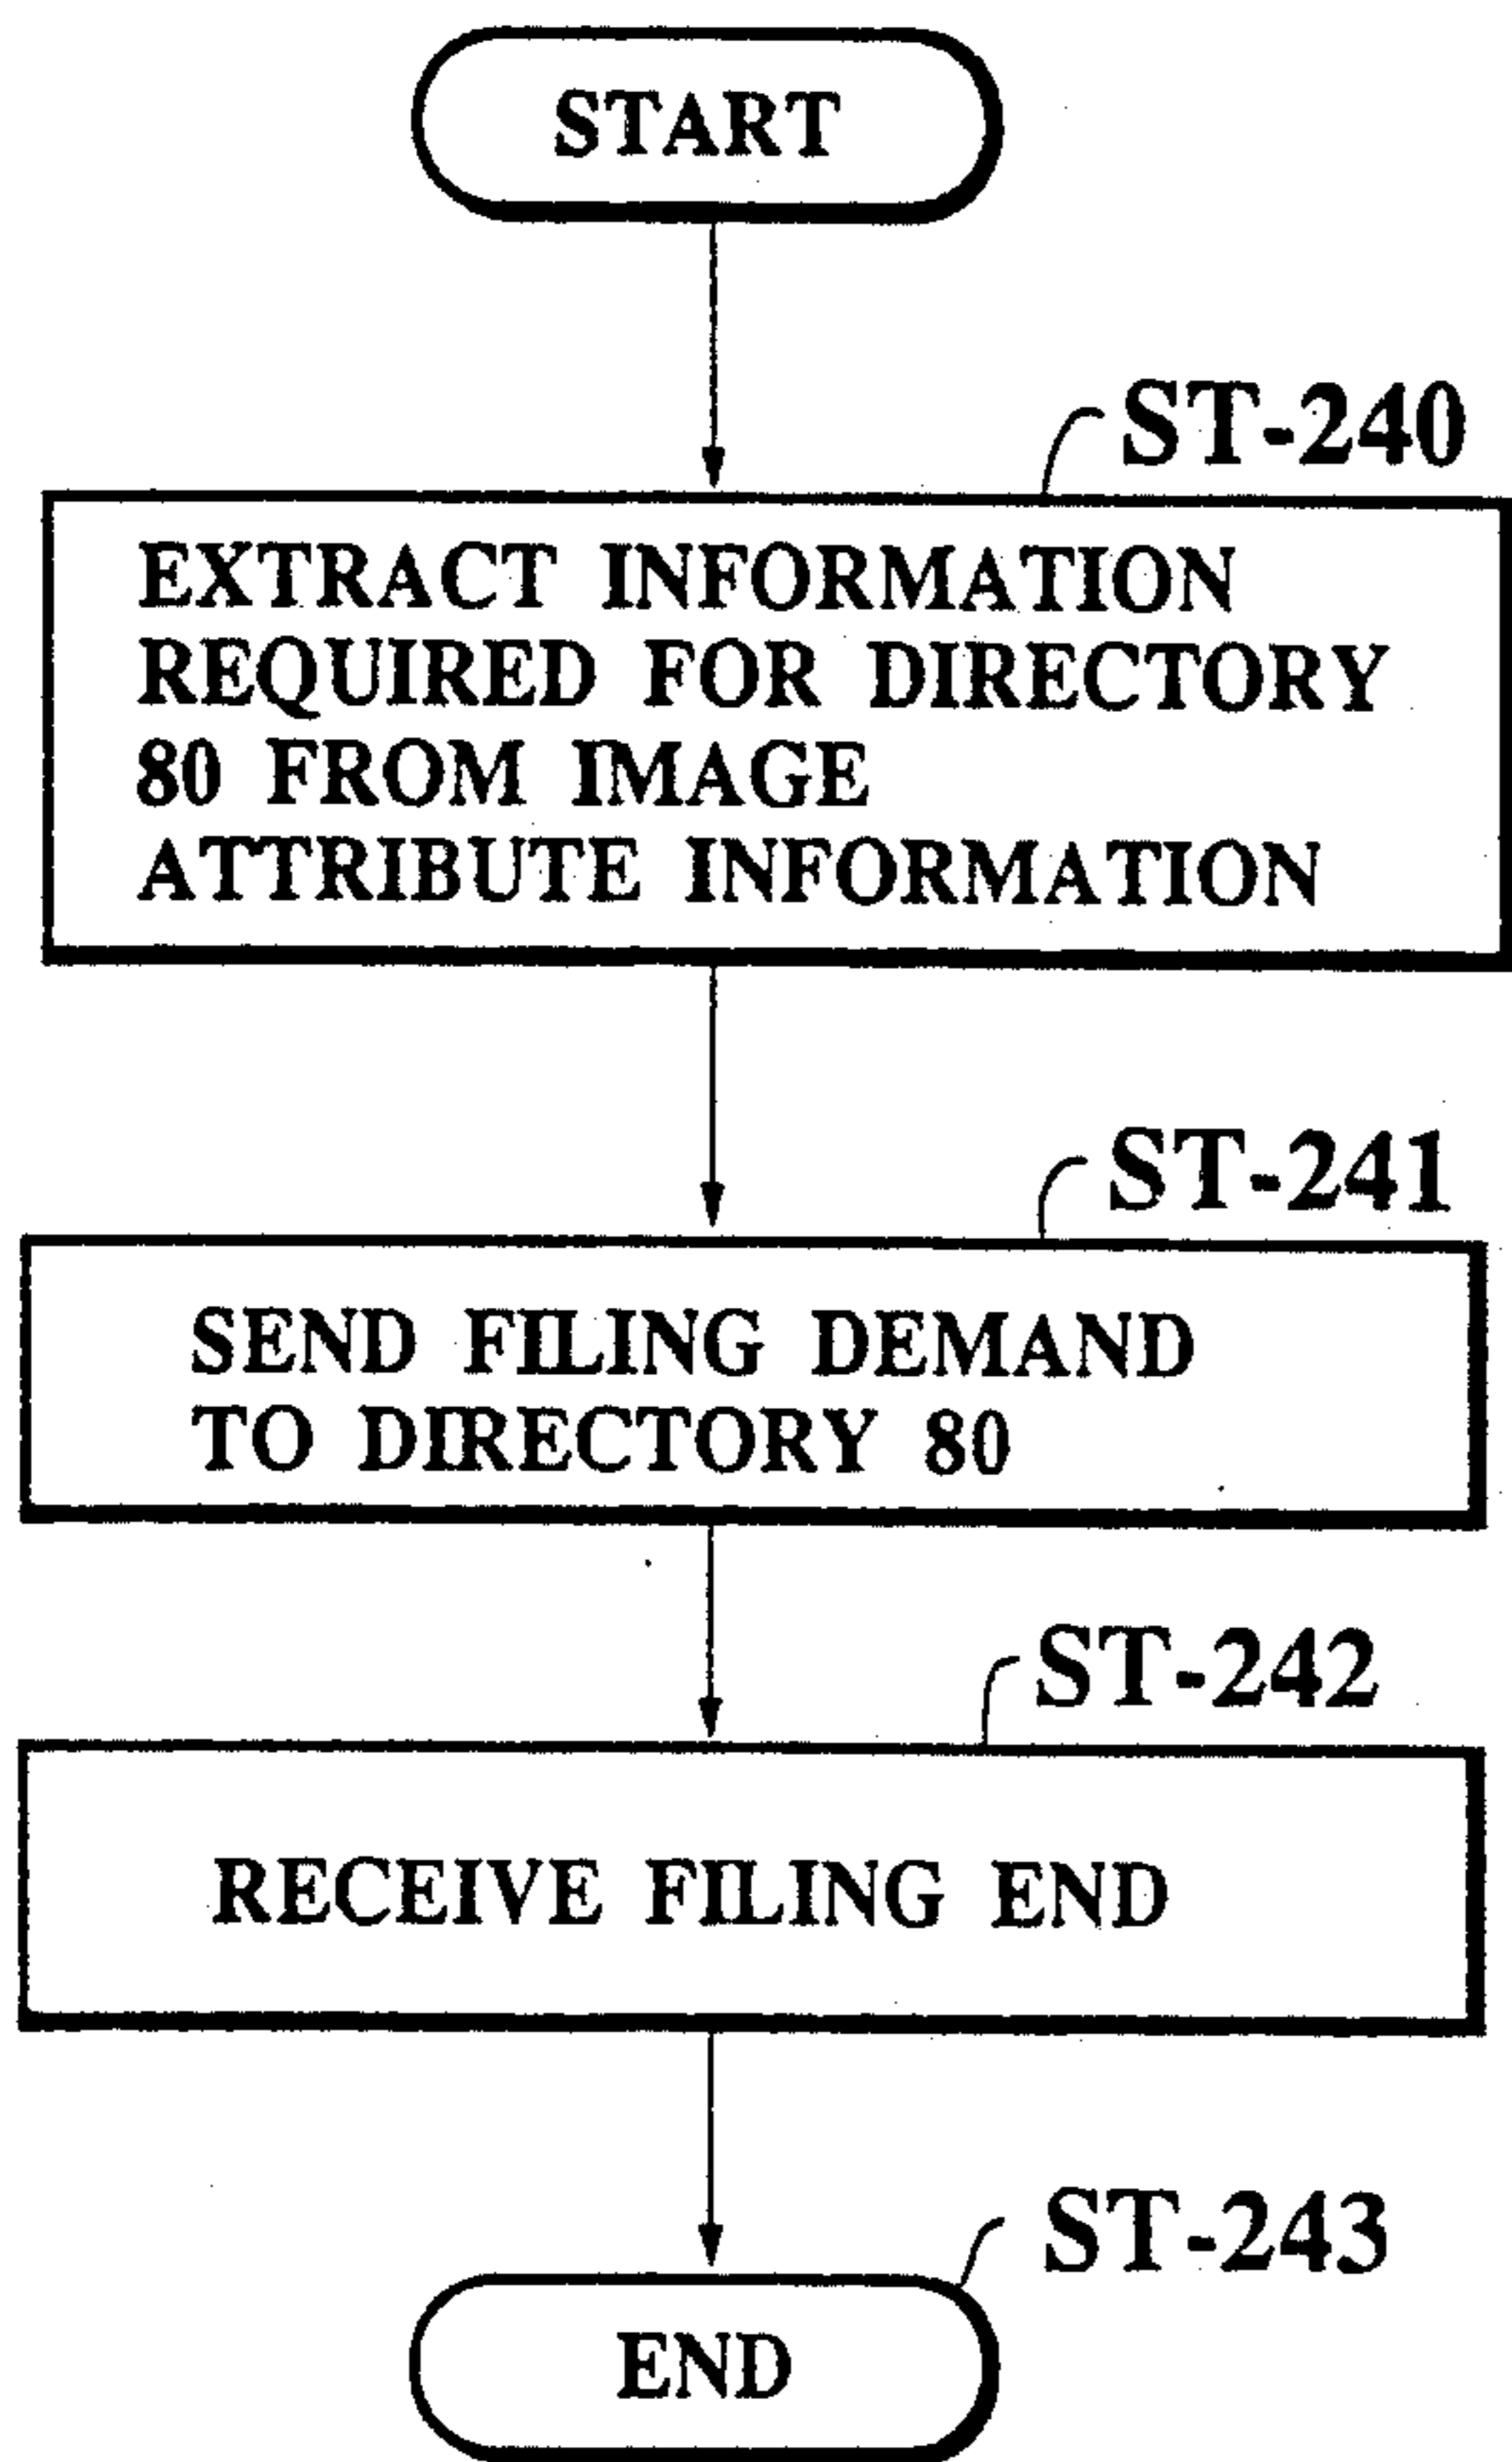 START
ST-240
EXTRACT INFORMATION
REQUIRED FOR DIRECTORY
80 FROM IMAGE
ATTRIBUTE INFORMATION
ST-241
SEND FILING DEMAND
TO DIRECTORY 80
ST-242
RECEIVE FILING END
ST-243
END